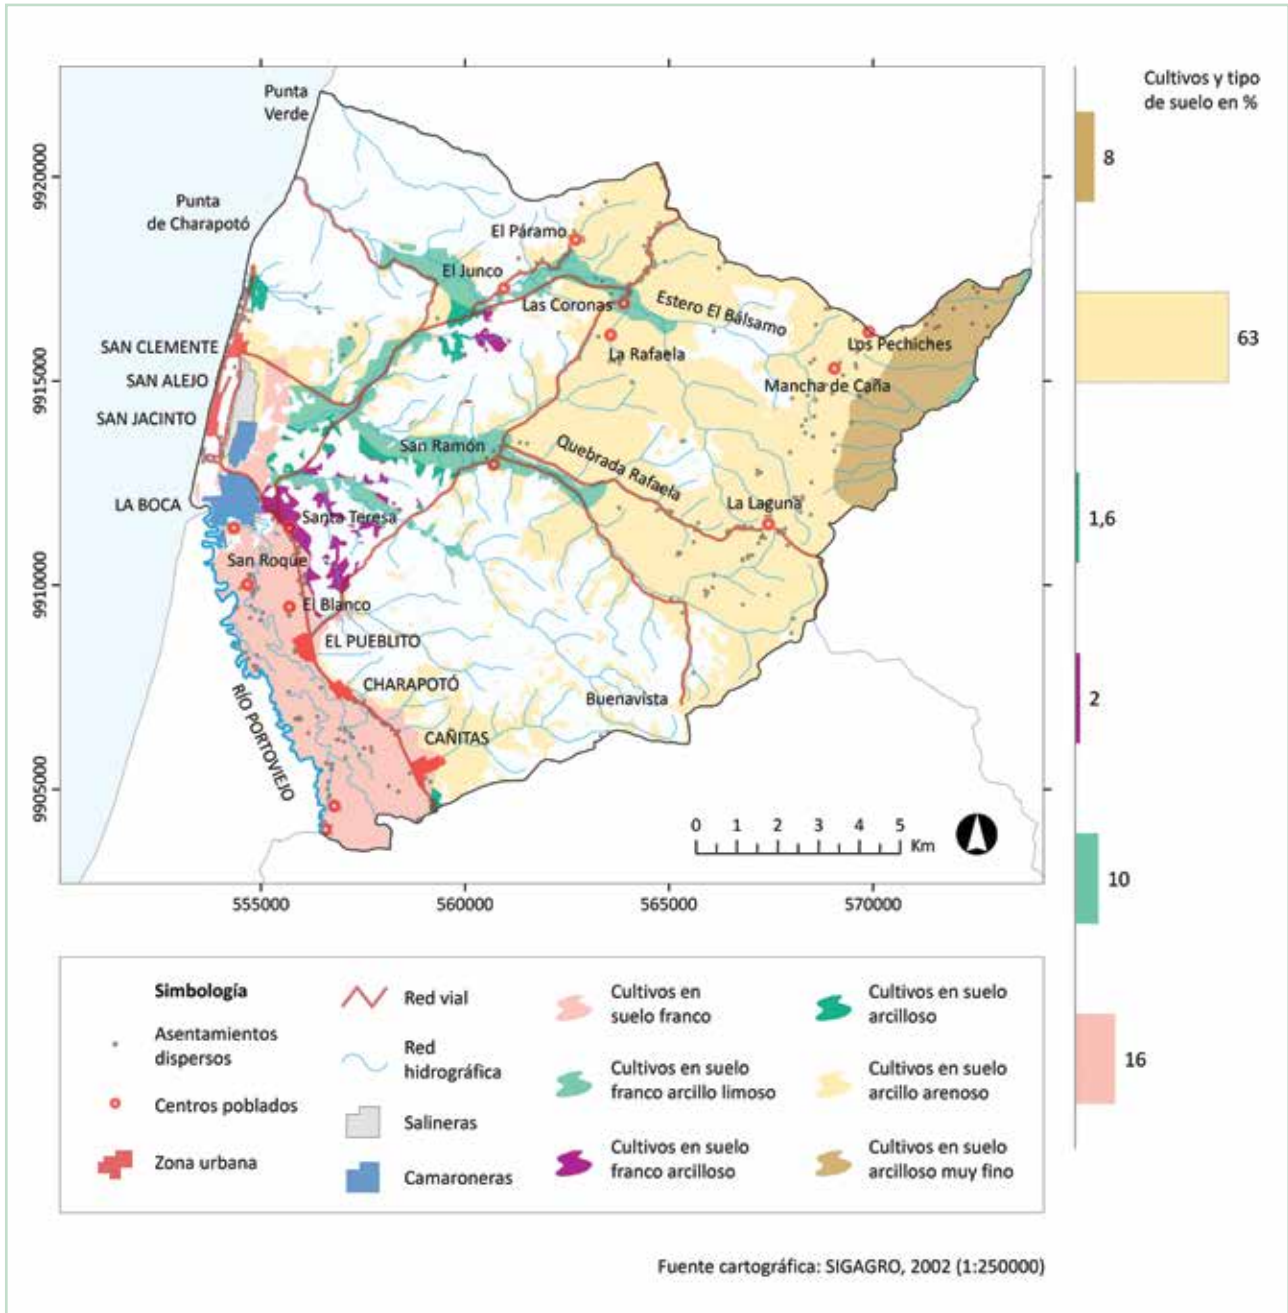 Cultivos y tipo
de suelo en %
Punta
Verde
8
9920000
Punta
de Charapotó
El Páramo
El Junco
Las Coronas
Estero El Bálsamo
63
SAN CLEMENTE
La Rafaela
Los Pechiches
9915000
SAN ALEJO
Mancha de Caña
SAN JACINTO
San Ramón
Quebrada Rafaela
LA BOCA
La Laguna
Santa Teresa
1,6
San Roque
9910000
El Blanco
EL PUEBLITO
CHARAPOTÓ
Buenavista
2
RÍO PORTOVIEJO
CAÑITAS
9905000
0 1 2 3 4 5
Km
10
555000 560000 565000 570000
16
Simbología
Asentamientos
dispersos
Centros poblados
Zona urbana
Red vial
Red
hidrográfica
Salineras
Camaroneras
Cultivos en
suelo franco
Cultivos en suelo
franco arcillo limoso
Cultivos en suelo
franco arcilloso
Cultivos en suelo
arcilloso
Cultivos en suelo
arcillo arenoso
Cultivos en suelo
arcilloso muy fino
Fuente cartográfica: SIGAGRO, 2002 (1:250000)